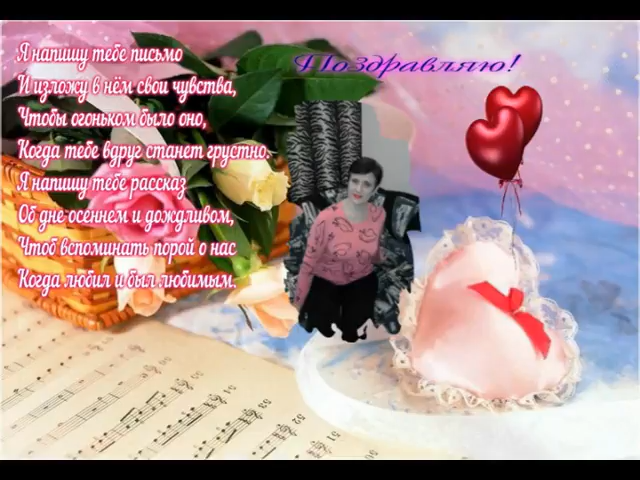 Поздравляю!
Я напишу тебе письмо
И изложу в нём свои чувства,
Чтобы огоньком было оно,
Когда тебе вдруг станет грустно.
Я напишу тебе рассказ
Об дне осеннем и дождливом,
Чтоб вспоминать порой о нас
Когда любил и был любимым.